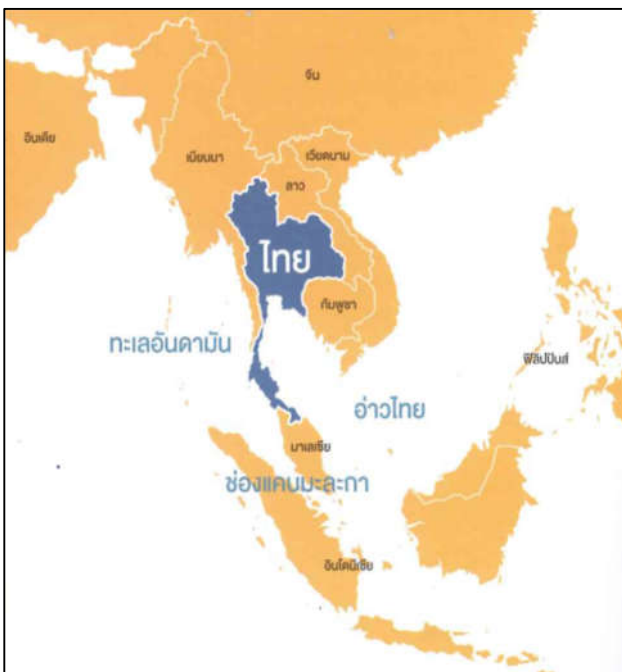 จีน
อินเดีย
เมียนมา
เวียดนาม
ลาว
ไทย
กัมพูชา
ทะเลอันดามัน
ฟิลิปปินส์
อ่าวไทย
มาเลเซีย
ช่องแคบมะละกา
อินโดนีเซีย